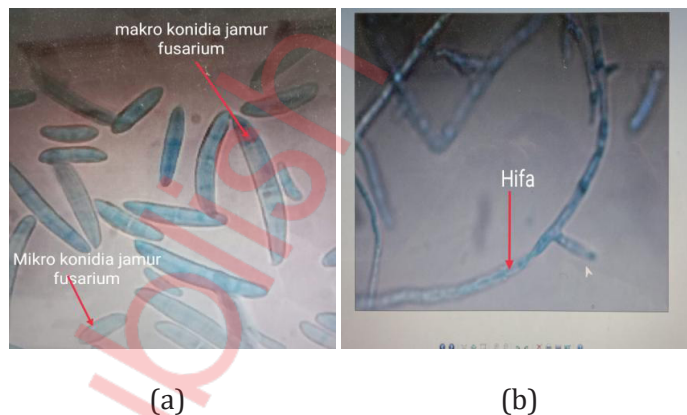 makro konidia jamur
fusarium
Mikro konidia jamur
fusarium
Hifa
(a)
(b)